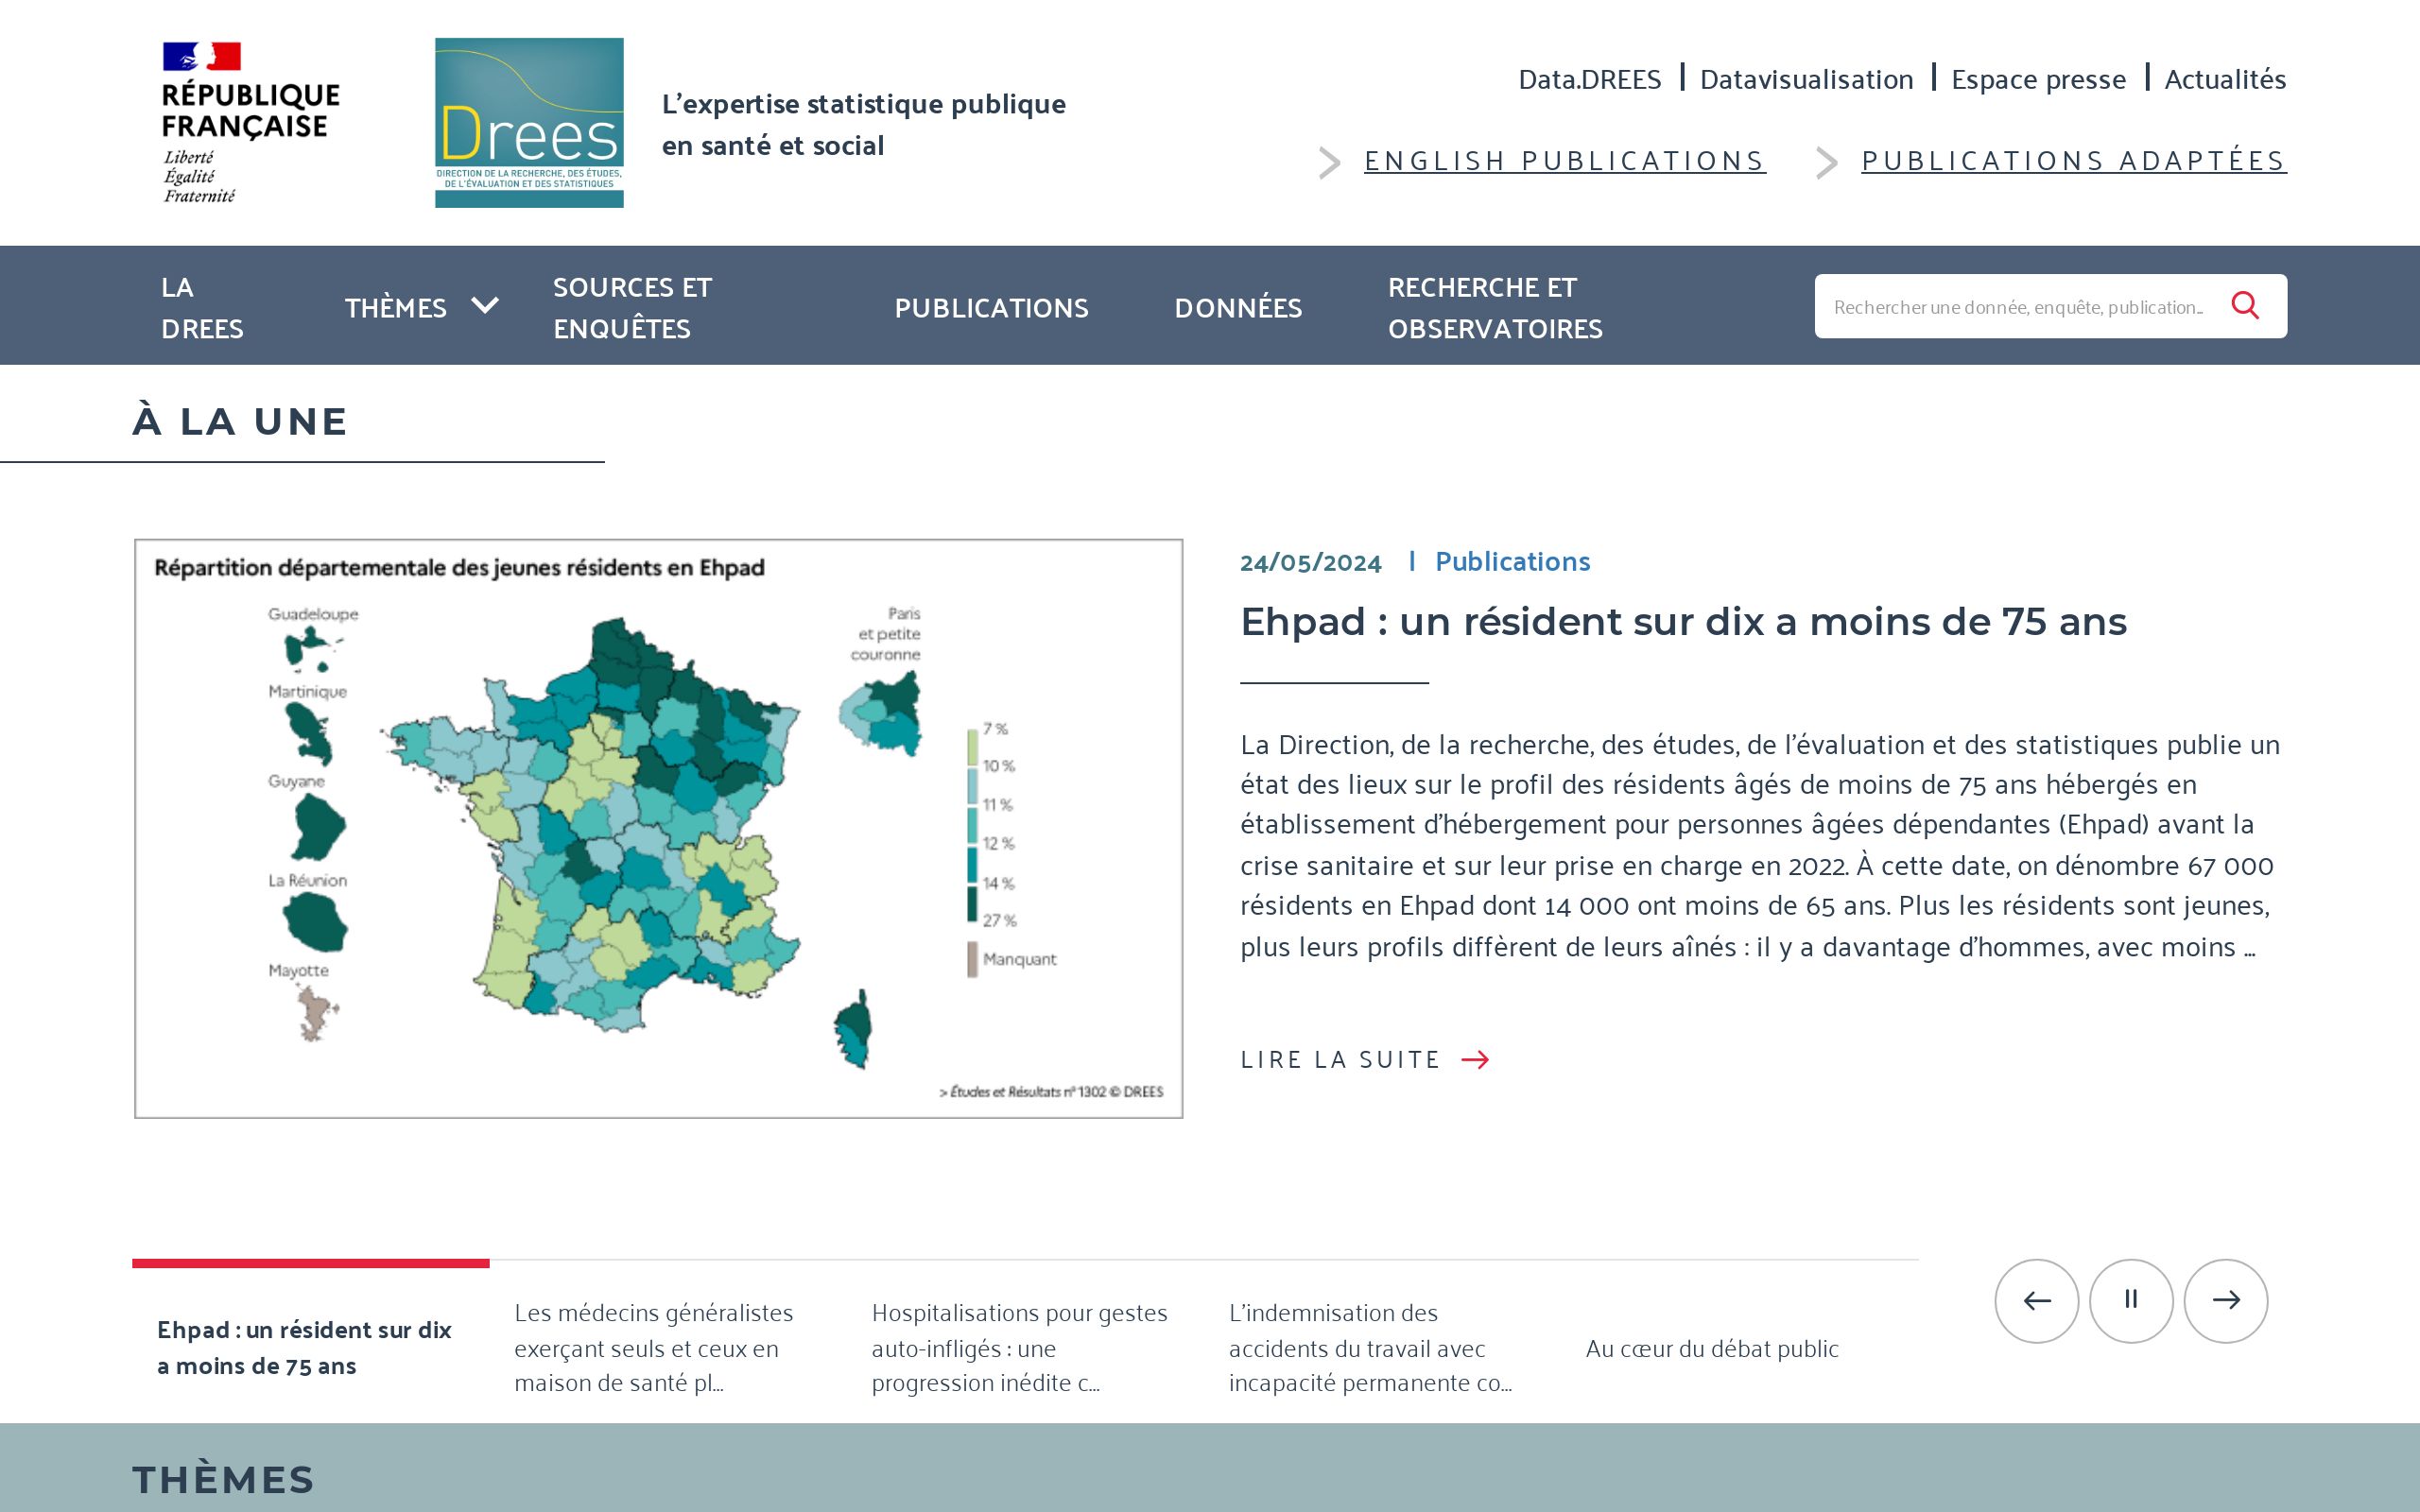 RÉPUBLIQUE
FRANÇAISE
Liberté
Égalité
Fraternité
Drees
DIRECTION DE LA RECHERCHE, DES ÉTUDES,
DE L'ÉVALUATION ET DES STATISTIQUES
L'expertise statistique publique
en santé et social
Data.DREES | Datavisualisation | Espace presse | Actualités
ENGLISH PUBLICATIONS
PUBLICATIONS ADAPTÉES
LA
DREES
THÈMES
SOURCES ET
ENQUÊTES
PUBLICATIONS
DONNÉES
RECHERCHE ET
OBSERVATOIRES
Rechercher une donnée, enquête, publication...
À LA UNE
Répartition départementale des jeunes résidents en Ehpad
Guadeloupe
Martinique
Guyane
La Réunion
Mayotte
Paris
et petite
couronne
7 %
10 %
11 %
12 %
14 %
27 %
Manquant
> Études et Résultats n° 1302 © DREES
24/05/2024 | Publications
Ehpad : un résident sur dix a moins de 75 ans
La Direction, de la recherche, des études, de l'évaluation et des statistiques publie un
état des lieux sur le profil des résidents âgés de moins de 75 ans hébergés en
établissement d'hébergement pour personnes âgées dépendantes (Ehpad) avant la
crise sanitaire et sur leur prise en charge en 2022. À cette date, on dénombre 67 000
résidents en Ehpad dont 14 000 ont moins de 65 ans. Plus les résidents sont jeunes,
plus leurs profils diffèrent de leurs aînés : il y a davantage d'hommes, avec moins ...
LIRE LA SUITE
Ehpad : un résident sur dix
a moins de 75 ans
Les médecins généralistes
exerçant seuls et ceux en
maison de santé pl...
Hospitalisations pour gestes
auto-infligés : une
progression inédite c...
L'indemnisation des
accidents du travail avec
incapacité permanente co...
Au cœur du débat public
THÈMES